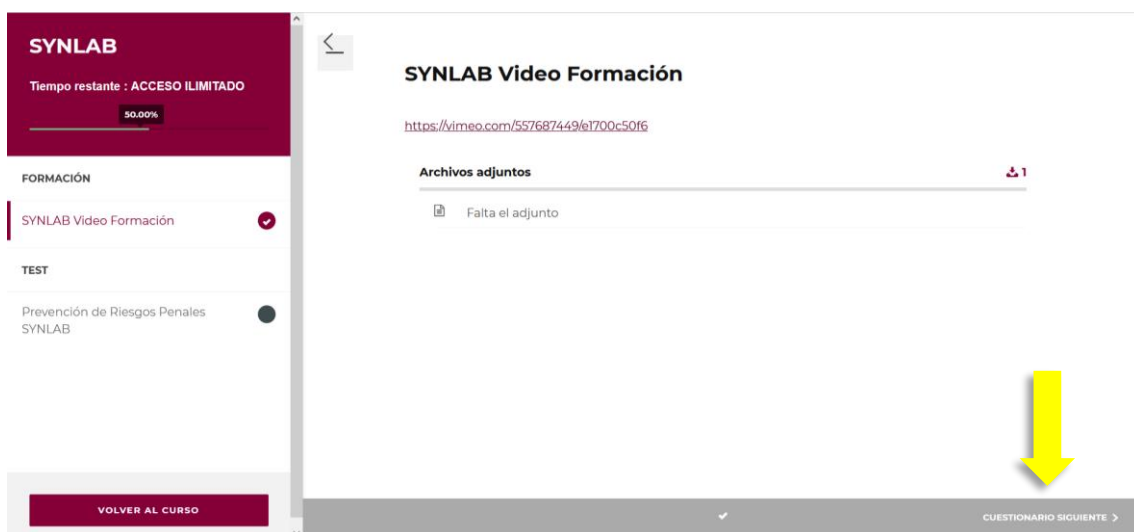 SYNLAB
Tiempo restante : ACCESO ILIMITADO
50.00%
FORMACIÓN
SYNLAB Video Formación
TEST
Prevención de Riesgos Penales
SYNLAB
VOLVER AL CURSO
SYNLAB Video Formación
https://vimeo.com/557687449/e1700c50f6
Archivos adjuntos 1
Falta el adjunto
CUESTIONARIO SIGUIENTE >